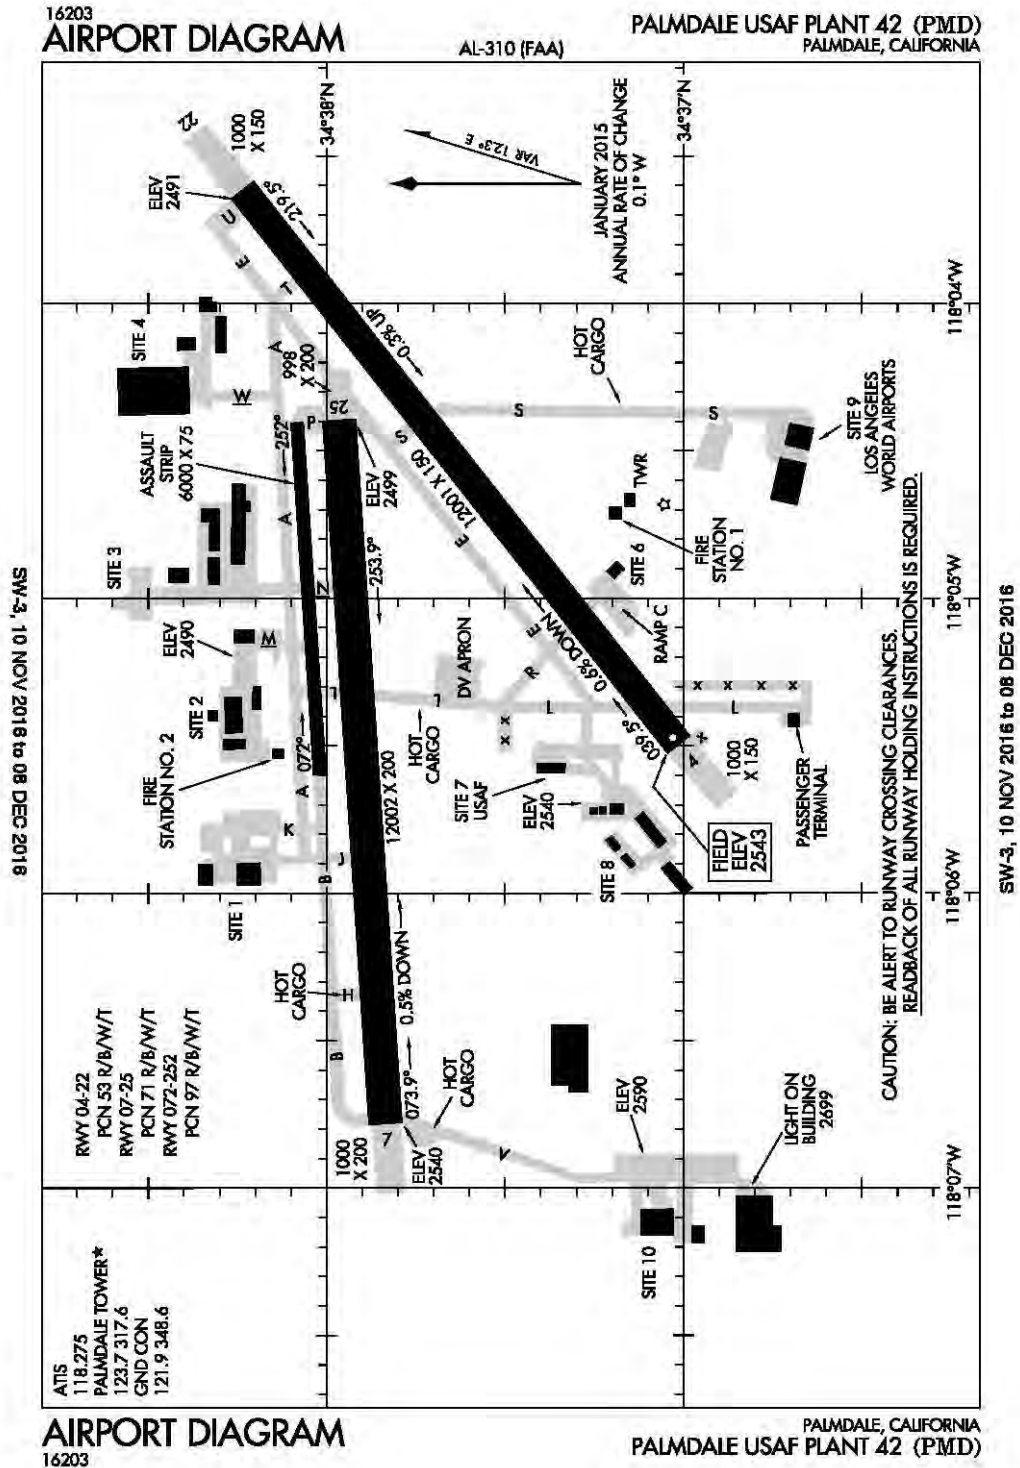 16203
AIRPORT DIAGRAM
AL-310 (FAA)
PALMDALE USAF PLANT 42 (PMD)
PALMDALE, CALIFORNIA
22
1000
X 150
34°38'N
VAR 12.3° E
JANUARY 2015
ANNUAL RATE OF CHANGE
0.1° W
34°37'N
ELEV
2491
U
219.5°
E
T
118°04'W
SITE 4
A
998
X 200
0.3% UP
HOT
CARGO
W
25
P
S
S
S
SITE 9
LOS ANGELES
WORLD AIRPORTS
ASSAULT
STRIP
6000 X 75
252°
ELEV
2499
12001 X 150
TWR
A
E
FIRE
STATION
NO. 1
SITE 3
253.9°
SITE 6
Z
118°05'W
ELEV
2490
M
E
0.6% DOWN
RAMP C
DV APRON
R
X X X X
SITE 2
L
L
L
L
HOT
CARGO
X X
039.5°
4
X
1000
X 150
FIRE
STATION NO. 2
072°
A
12002 X 200
SITE 7
USAF
ELEV
2540
PASSENGER
TERMINAL
K
J
SITE 8
FIELD
ELEV
2543
B
118°06'W
SITE 1
CAUTION: BE ALERT TO RUNWAY CROSSING CLEARANCES.
READBACK OF ALL RUNWAY HOLDING INSTRUCTIONS IS REQUIRED.
HOT
CARGO
H
0.5% DOWN
B
RWY 04-22
PCN 53 R/B/W/T
RWY 07-25
PCN 71 R/B/W/T
RWY 072-252
PCN 97 R/B/W/T
073.9°
HOT
CARGO
7
1000
X 200
ELEV
2540
V
ELEV
2590
LIGHT ON
BUILDING
2699
118°07'W
SITE 10
ATIS
118.275
PALMDALE TOWER★
123.7 317.6
GND CON
121.9 348.6
SW-3, 10 NOV 2016 to 08 DEC 2016
SW-3, 10 NOV 2016 to 08 DEC 2016
AIRPORT DIAGRAM
16203
PALMDALE, CALIFORNIA
PALMDALE USAF PLANT 42 (PMD)